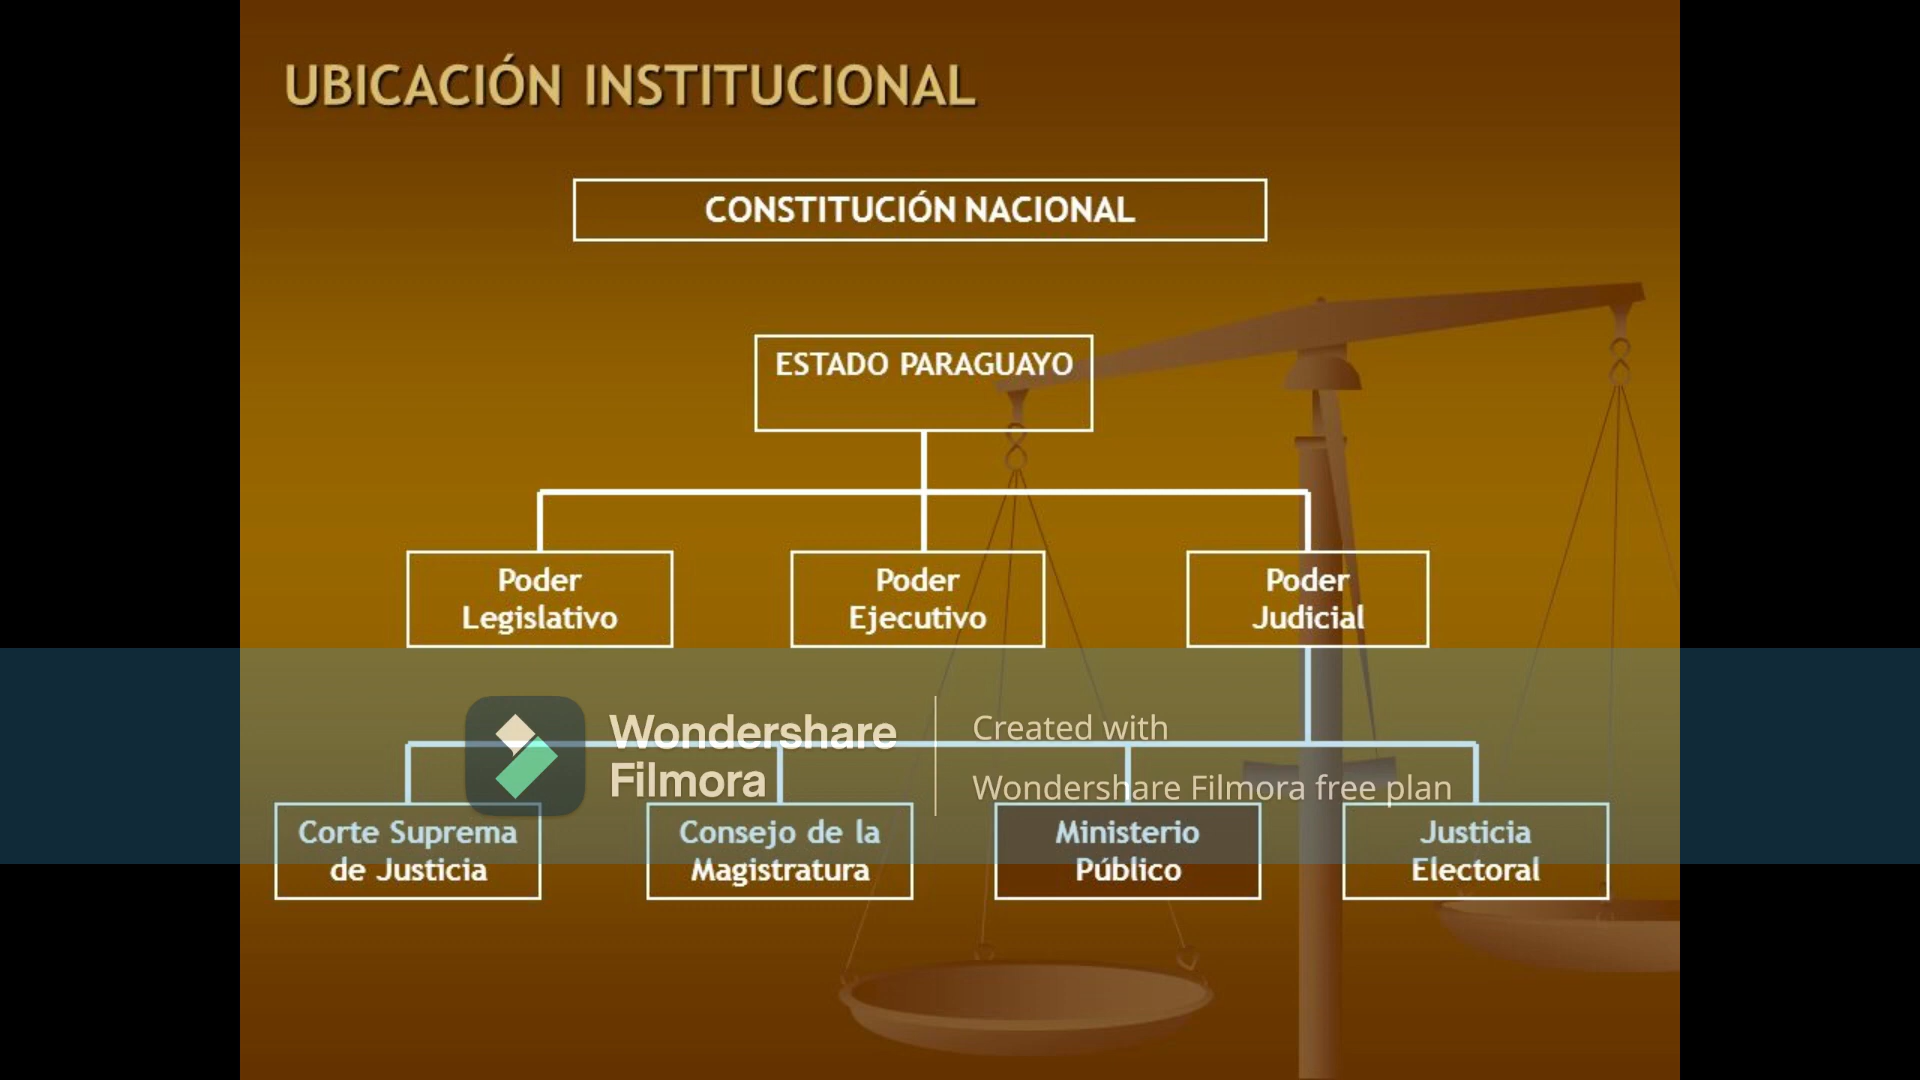 UBICACIÓN INSTITUCIONAL
CONSTITUCIÓN NACIONAL
ESTADO PARAGUAYO
Poder
Legislativo
Poder
Ejecutivo
Poder
Judicial
Wondershare
Filmora
Created with
Wondershare Filmora free plan
Corte Suprema
de Justicia
Consejo de la
Magistratura
Ministerio
Público
Justicia
Electoral